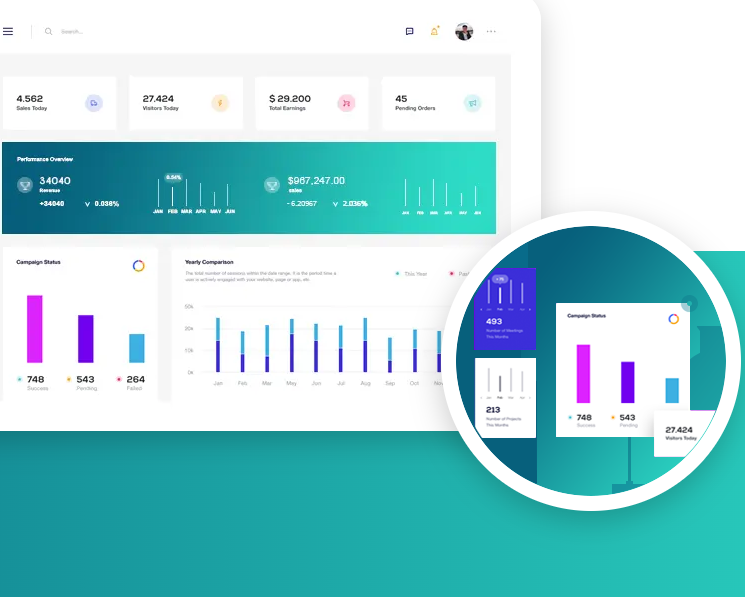 Search...
4.562
Sales Today
27.424
Visitors Today
$ 29.200
Total Earnings
45
Pending Orders
Performance Overview
34040
Revenue
+34040
0.036%
6.54%
JAN FEB MAR APR MAY JUN
$967,247.00
sales
- 6.20967
2.036%
JAN FEB MAR APR MAY JUN
Campaign Status
748
Success
543
Pending
264
Failed
Yearly Comparison
The total number of sessions within the date range. It is the period time a
user is actively engaged with your website, page or app, etc.
This Year
50k
Jan Feb Mar May Jun Jul Aug Sep Oct Nov
0k
493
Number of Meetings
This Months
213
Number of Projects
This Months
Campaign Status
748
Success
543
Pending
27.424
Visitors Today